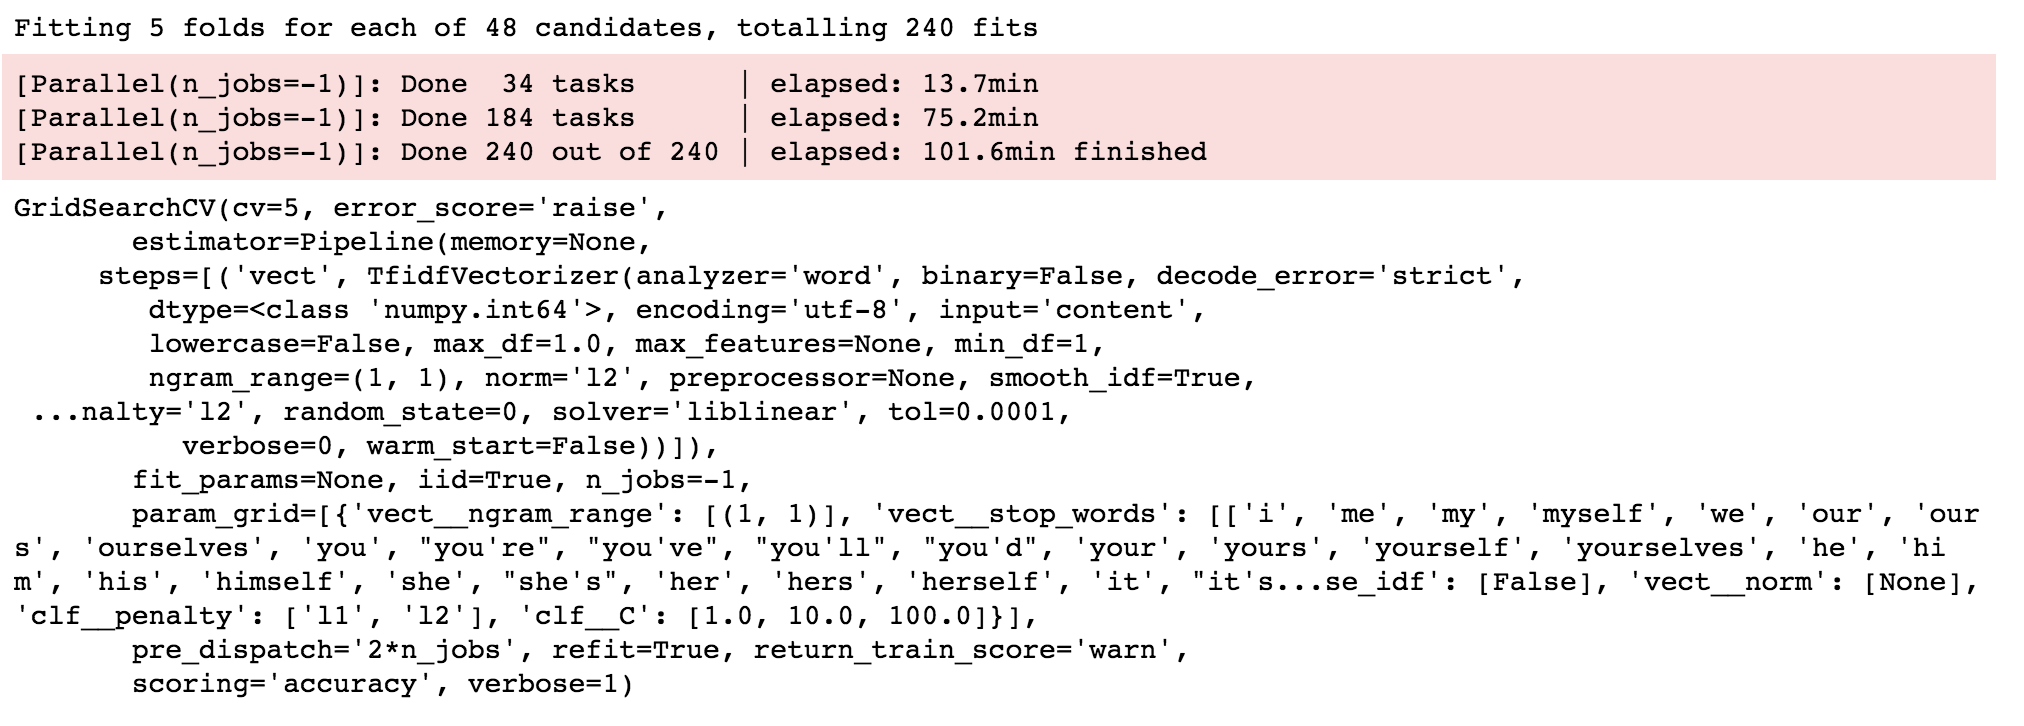 Fitting 5 folds for each of 48 candidates, totalling 240 fits
[Parallel(n_jobs=-1)]: Done  34 tasks      | elapsed: 13.7min
[Parallel(n_jobs=-1)]: Done 184 tasks      | elapsed: 75.2min
[Parallel(n_jobs=-1)]: Done 240 out of 240 | elapsed: 101.6min finished
GridSearchCV(cv=5, error_score='raise',
       estimator=Pipeline(memory=None,
     steps=[('vect', TfidfVectorizer(analyzer='word', binary=False, decode_error='strict',
        dtype=<class 'numpy.int64'>, encoding='utf-8', input='content',
        lowercase=False, max_df=1.0, max_features=None, min_df=1,
        ngram_range=(1, 1), norm='l2', preprocessor=None, smooth_idf=True,
 ...nalty='l2', random_state=0, solver='liblinear', tol=0.0001,
          verbose=0, warm_start=False))]),
       fit_params=None, iid=True, n_jobs=-1,
       param_grid=[{'vect__ngram_range': [(1, 1)], 'vect__stop_words': [['i', 'me', 'my', 'myself', 'we', 'our', 'our
s', 'ourselves', 'you', "you're", "you've", "you'll", "you'd", 'your', 'yours', 'yourself', 'yourselves', 'he', 'hi
m', 'his', 'himself', 'she', "she's", 'her', 'hers', 'herself', 'it', "it's...se_idf': [False], 'vect__norm': [None],
'clf__penalty': ['l1', 'l2'], 'clf__C': [1.0, 10.0, 100.0]}],
       pre_dispatch='2*n_jobs', refit=True, return_train_score='warn',
       scoring='accuracy', verbose=1)